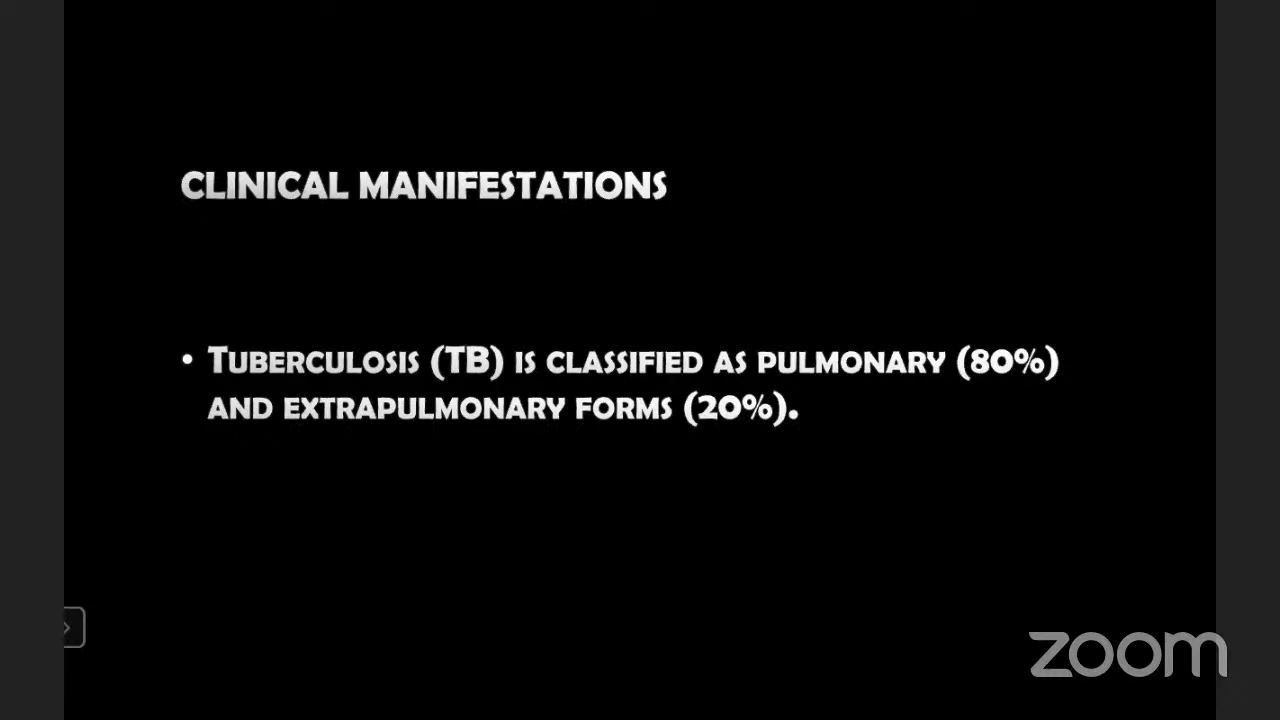 CLINICAL MANIFESTATIONS
• TUBERCULOSIS (TB) IS CLASSIFIED AS PULMONARY (80%)
AND EXTRAPULMONARY FORMS (20%).
zoom